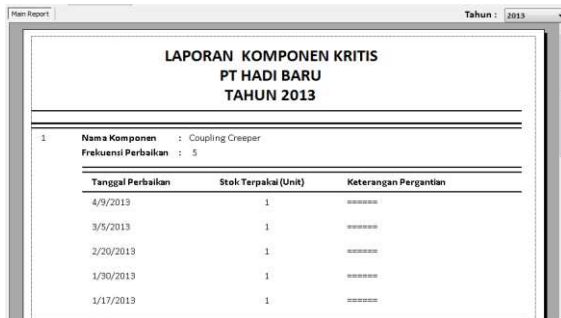 Main Report
Tahun : 2013
LAPORAN KOMPONEN KRITIS
PT HADI BARU
TAHUN 2013
1 Nama Komponen : Coupling Creeper
Frekuensi Perbaikan : 5
Tanggal Perbaikan Stok Terpakai (Unit) Keterangan Pergantian
4/9/2013 1 ======
3/5/2013 1 ======
2/20/2013 1 ======
1/30/2013 1 ======
1/17/2013 1 ======